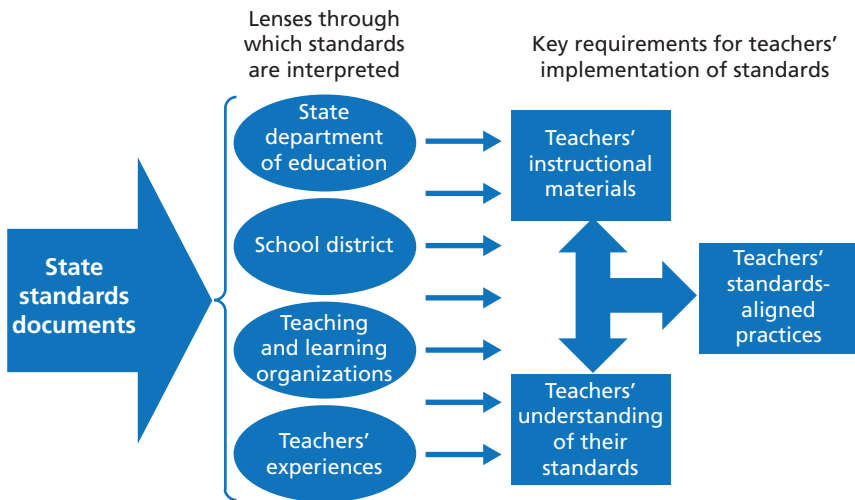 Lenses through
which standards
are interpreted
Key requirements for teachers'
implementation of standards
State
standards
documents
State
department
of education
School district
Teaching
and learning
organizations
Teachers'
experiences
Teachers'
instructional
materials
Teachers'
understanding
of their
standards
Teachers'
standards-
aligned
practices